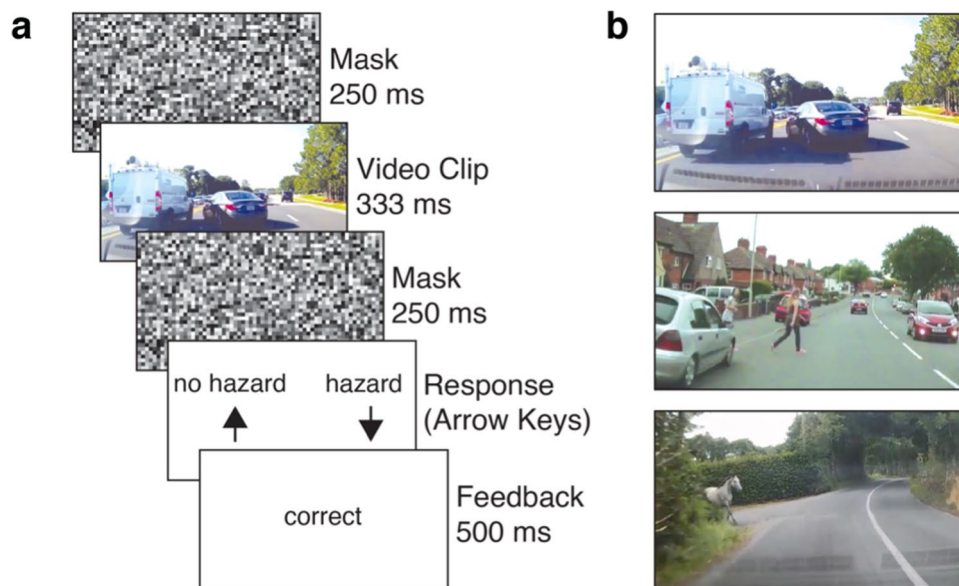 a
Mask
250 ms
Video Clip
333 ms
Mask
250 ms
no hazard
hazard
Response
(Arrow Keys)
correct
Feedback
500 ms
b